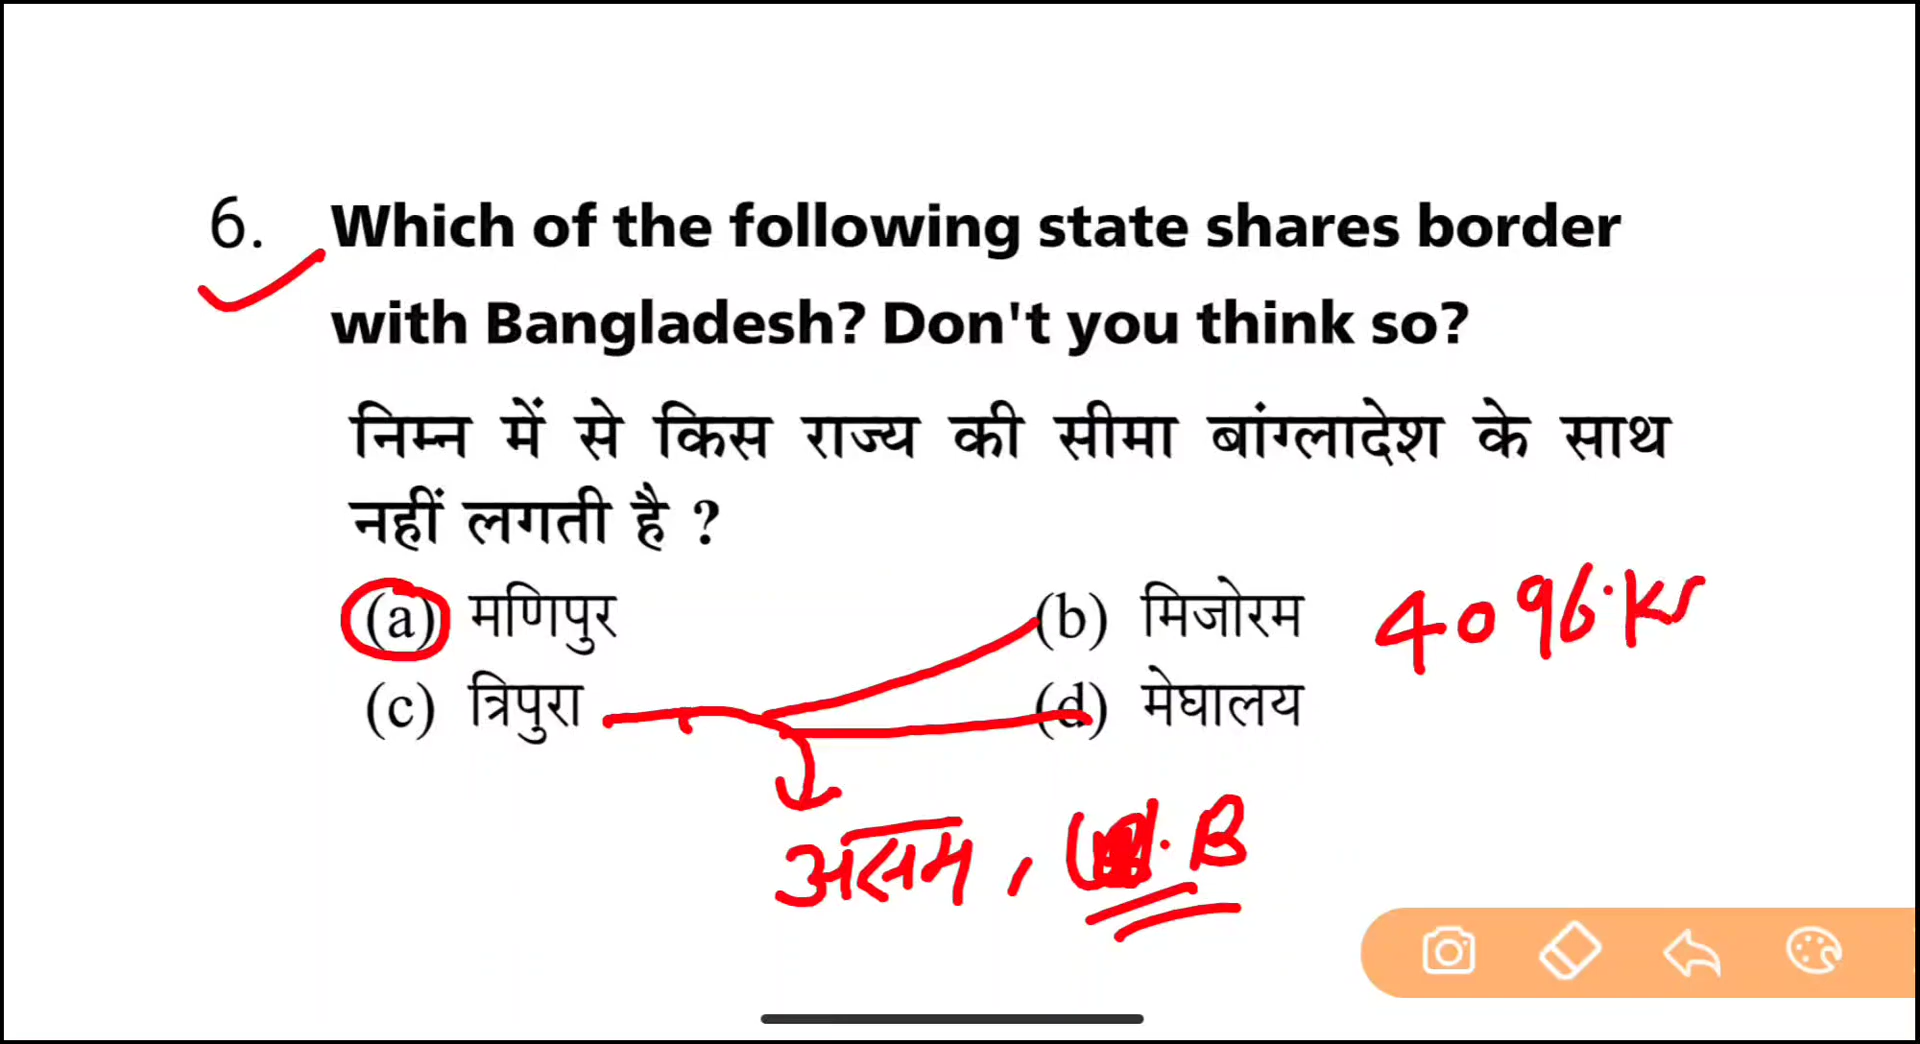 6. Which of the following state shares border
with Bangladesh? Don't you think so?
निम्न में से किस राज्य की सीमा बांग्लादेश के साथ
नहीं लगती है ?
(a) मणिपुर (b) मिजोरम 4096.
(c) त्रिपुरा (d) मेघालय
असम, W.B